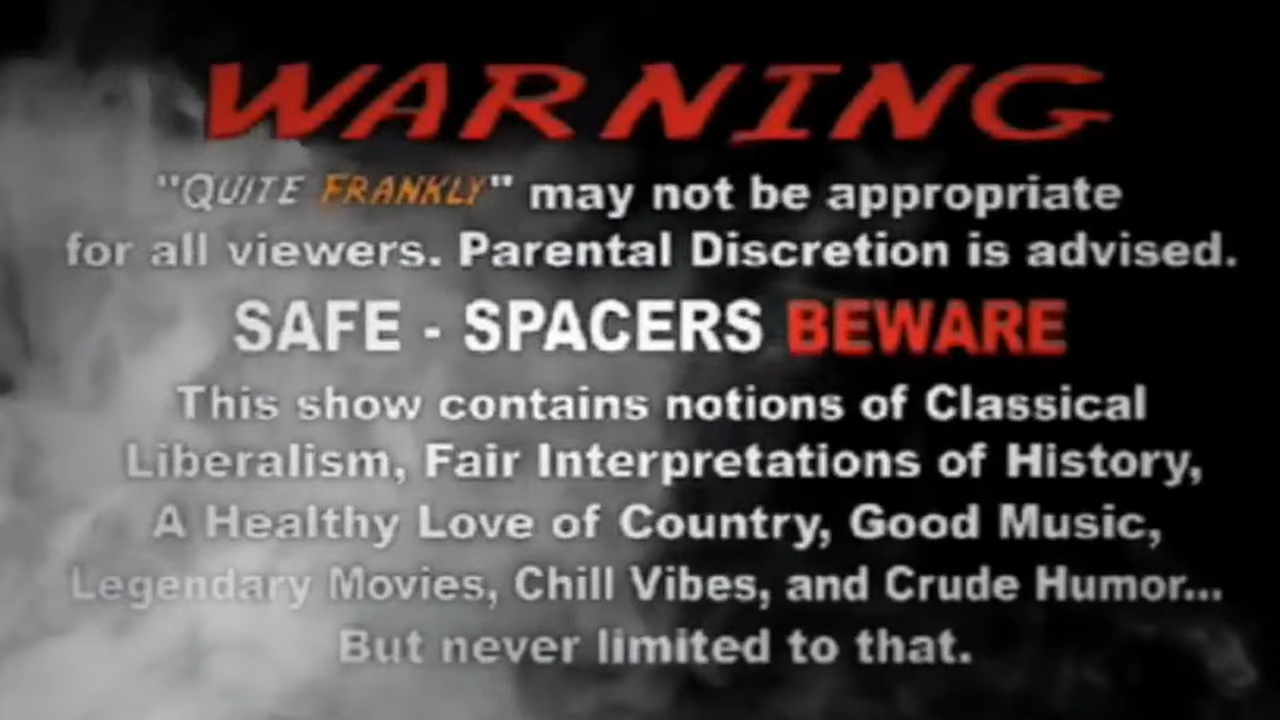 WARNING
"QUITE FRANKLY" may not be appropriate
for all viewers. Parental Discretion is advised.
SAFE - SPACERS BEWARE
This show contains notions of Classical
Liberalism, Fair Interpretations of History,
A Healthy Love of Country, Good Music,
Legendary Movies, Chill Vibes, and Crude Humor...
But never limited to that.